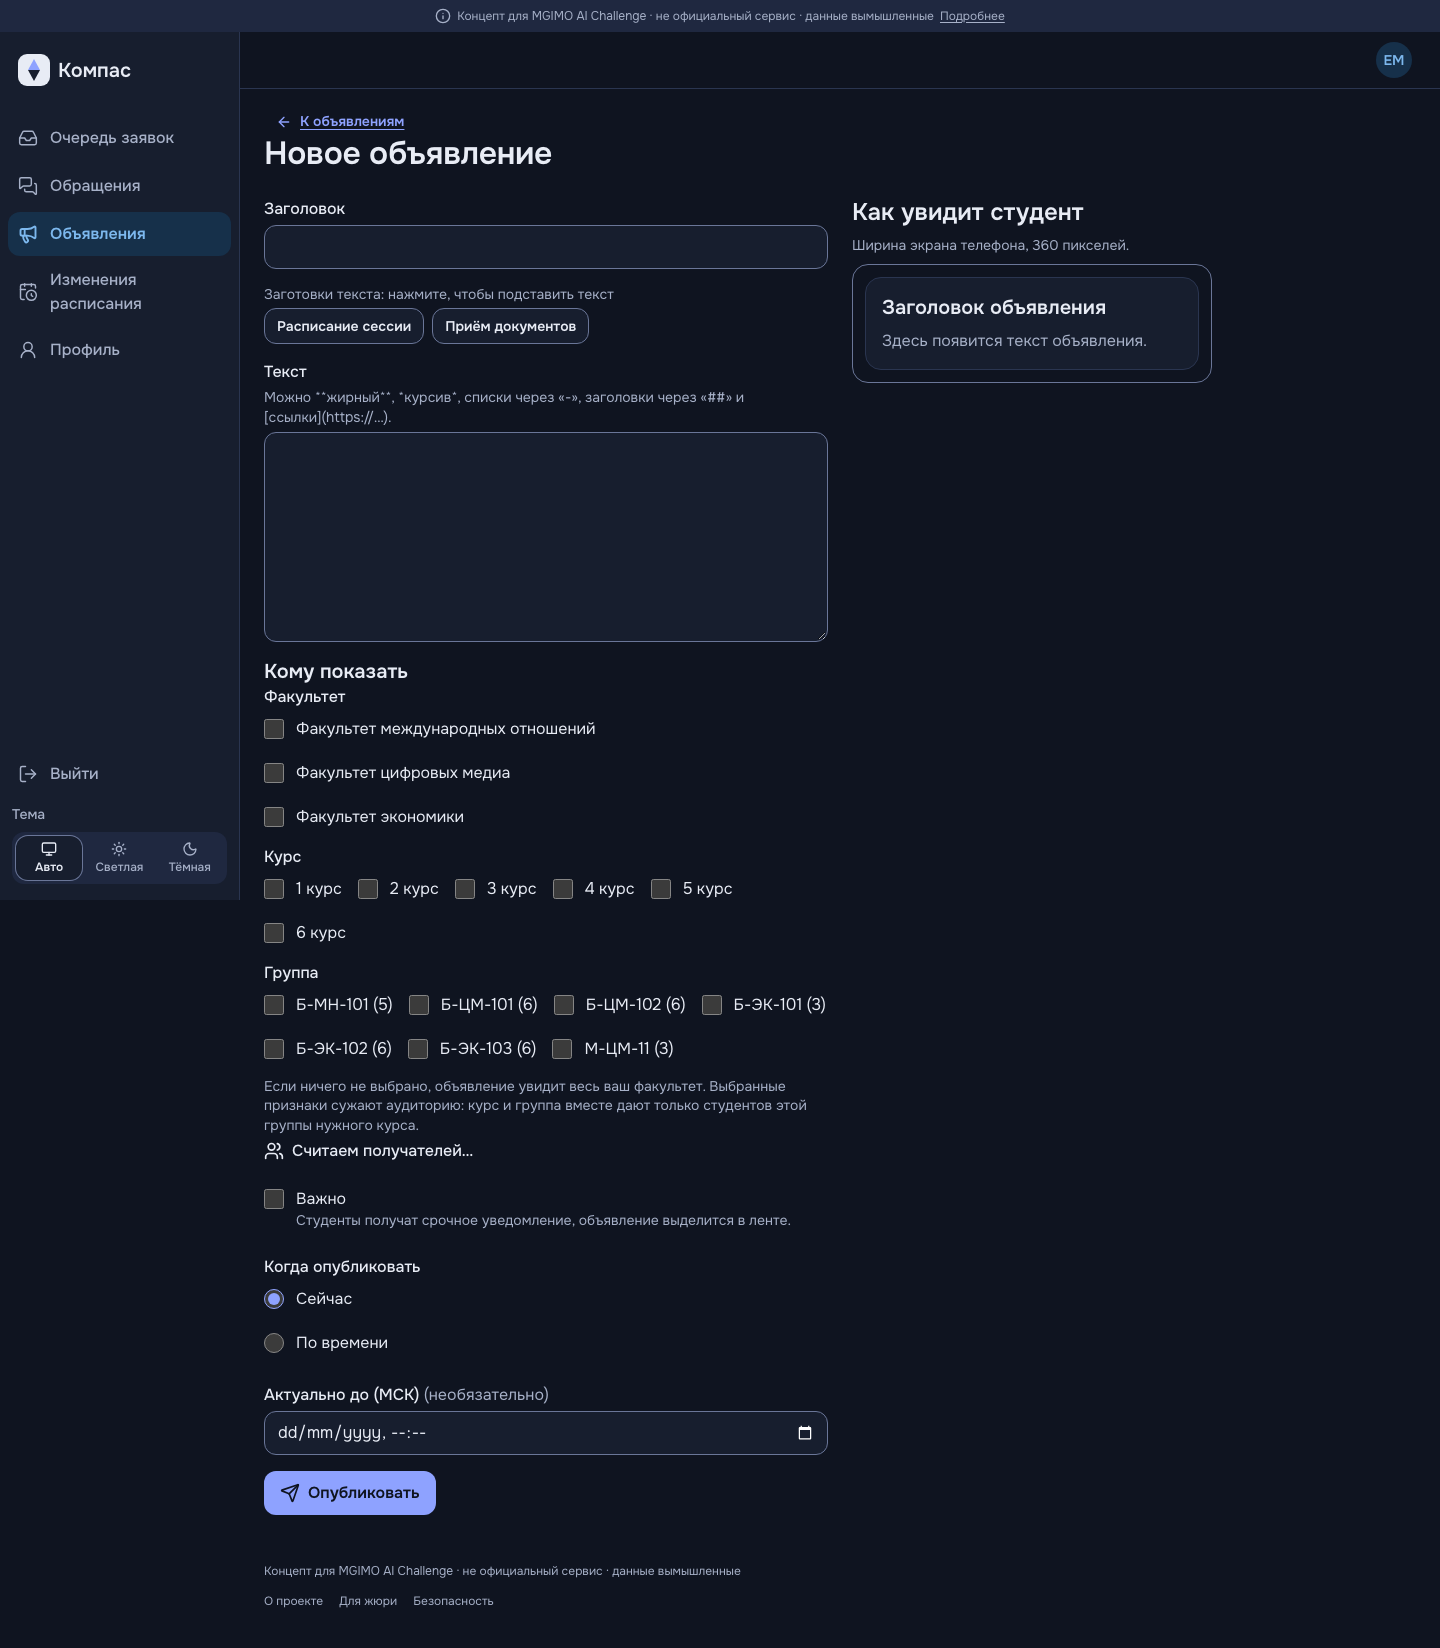 Концепт для MGIMO AI Challenge · не официальный сервис · данные вымышленные Подробнее
Компас
ЕМ
Очередь заявок
Обращения
Объявления
Изменения
расписания
Профиль
Выйти
Тема
Авто
Светлая
Тёмная
К объявлениям
Новое объявление
Заголовок
Заготовки текста: нажмите, чтобы подставить текст
Расписание сессии
Приём документов
Текст
Можно **жирный**, *курсив*, списки через «-», заголовки через «##» и
[ссылки](https://…).
Кому показать
Факультет
Факультет международных отношений
Факультет цифровых медиа
Факультет экономики
Курс
1 курс 2 курс 3 курс 4 курс 5 курс
6 курс
Группа
Б-МН-101 (5) Б-ЦМ-101 (6) Б-ЦМ-102 (6) Б-ЭК-101 (3)
Б-ЭК-102 (6) Б-ЭК-103 (6) М-ЦМ-11 (3)
Если ничего не выбрано, объявление увидит весь ваш факультет. Выбранные
признаки сужают аудиторию: курс и группа вместе дают только студентов этой
группы нужного курса.
Считаем получателей…
Важно
Студенты получат срочное уведомление, объявление выделится в ленте.
Когда опубликовать
Сейчас
По времени
Актуально до (МСК) (необязательно)
dd/mm/yyyy, --:--
Опубликовать
Как увидит студент
Ширина экрана телефона, 360 пикселей.
Заголовок объявления
Здесь появится текст объявления.
Концепт для MGIMO AI Challenge · не официальный сервис · данные вымышленные
О проекте Для жюри Безопасность